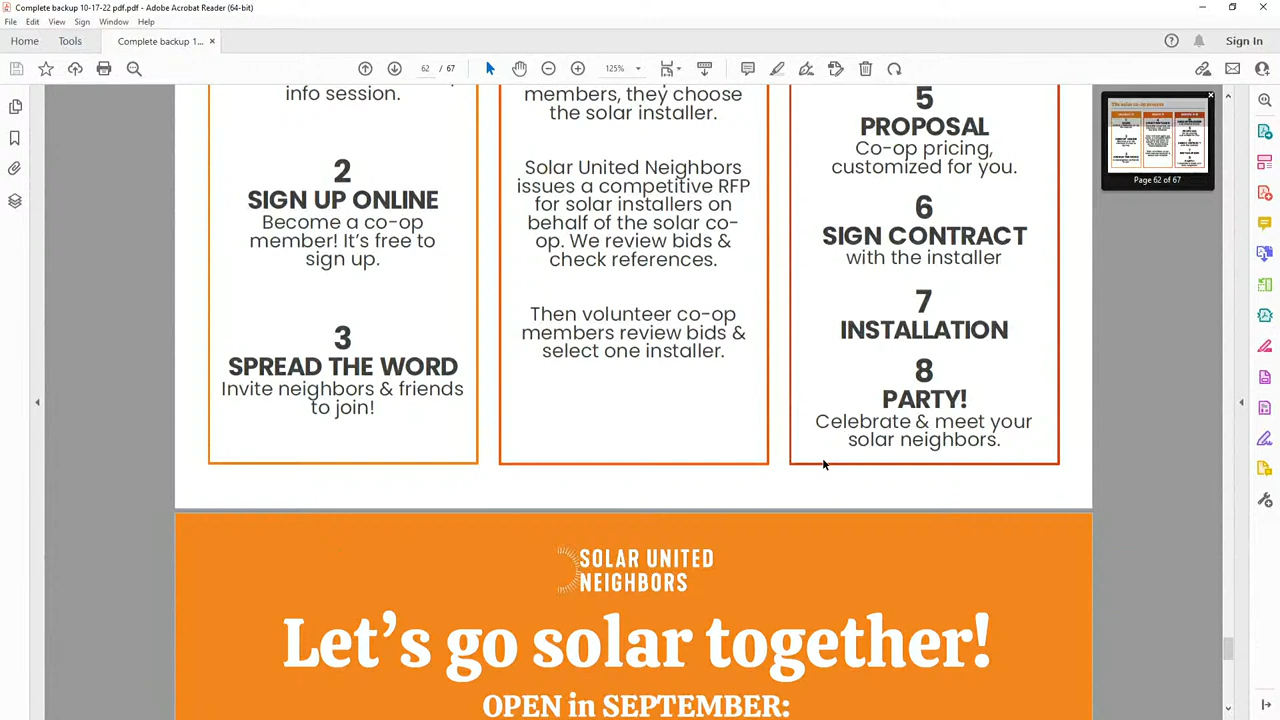 Complete backup 10-17-22 pdf.pdf - Adobe Acrobat Reader (64-bit)
File Edit View Sign Window Help
Home Tools Complete backup 1... × Sign In
62 / 67 125%
info session.
2
SIGN UP ONLINE
Become a co-op
member! It’s free to
sign up.
3
SPREAD THE WORD
Invite neighbors & friends
to join!
members, they choose
the solar installer.
Solar United Neighbors
issues a competitive RFP
for solar installers on
behalf of the solar co-
op. We review bids &
check references.
Then volunteer co-op
members review bids &
select one installer.
5
PROPOSAL
Co-op pricing,
customized for you.
6
SIGN CONTRACT
with the installer
7
INSTALLATION
8
PARTY!
Celebrate & meet your
solar neighbors.
Page 62 of 67
SOLAR UNITED
NEIGHBORS
Let’s go solar together!
OPEN in SEPTEMBER: